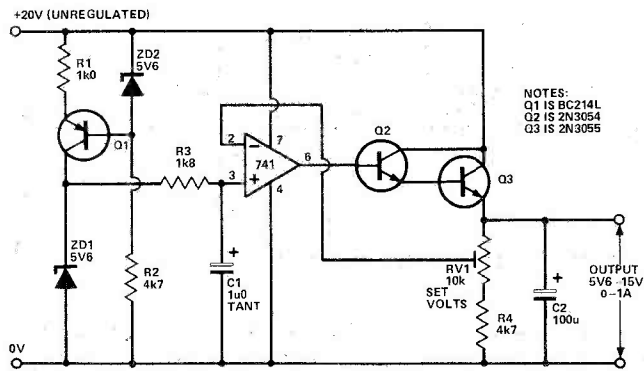 +20V (UNREGULATED)
R1
1k0
ZD2
5V6
Q1
R3
1k8
ZD1
5V6
R2
4k7
+
C1
1u0
TANT
2
−
3
+
741
7
4
6
Q2
Q3
NOTES:
Q1 IS BC214L
Q2 IS 2N3054
Q3 IS 2N3055
RV1
10k
SET
VOLTS
R4
4k7
+
C2
100u
OUTPUT
5V6 -15V
0-1A
0V